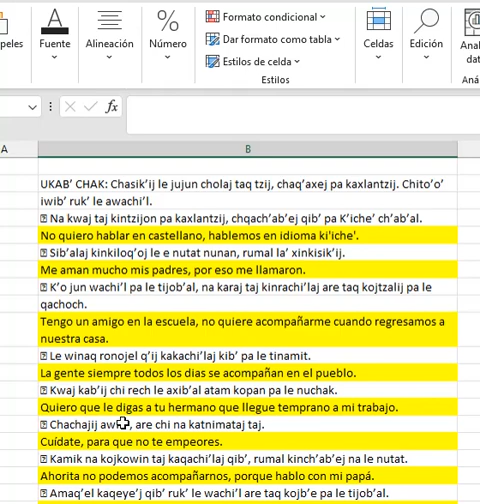 peles
Fuente
Alineación
Número
Formato condicional
Dar formato como tabla
Estilos de celda
Estilos
Celdas
Edición
Anal
dat
Aná
fx
A
B
UKAB' CHAK: Chasik'ij le jujun cholaj taq tzij, chaq'axej pa kaxlantzij. Chito'o'
iwib' ruk' le awachi'l.
Na kwaj taj kintzijon pa kaxlantzij, chqach'ab'ej qib' pa K'iche' ch'ab'al.
No quiero hablar en castellano, hablemos en idioma ki'iche'.
Sib'alaj kinkiloq'oj le e nutat nunan, rumal la' xinkisik'ij.
Me aman mucho mis padres, por eso me llamaron.
K'o jun wachi'l pa le tijob'al, na karaj taj kinrachi'laj are taq kojtzalij pa le
qachoch.
Tengo un amigo en la escuela, no quiere acompañarme cuando regresamos a
nuestra casa.
Le winaq ronojel q'ij kakachi'laj kib' pa le tinamit.
La gente siempre todos los dias se acompañan en el pueblo.
Kwaj kab'ij chi rech le axib'al atam kopan pa le nuchak.
Quiero que le digas a tu hermano que llegue temprano a mi trabajo.
Chachajij , are chi na katnimataj taj.
Cuídate, para que no te empeores.
Kamik na kojkowin taj kaqachi'laj qib', rumal kinch'ab'ej na le nutat.
Ahorita no podemos acompañarnos, porque hablo con mi papá.
Amaq'el kaqeye'j qib' ruk' le wachi'l are taq kojb'e pa le tijob'al.